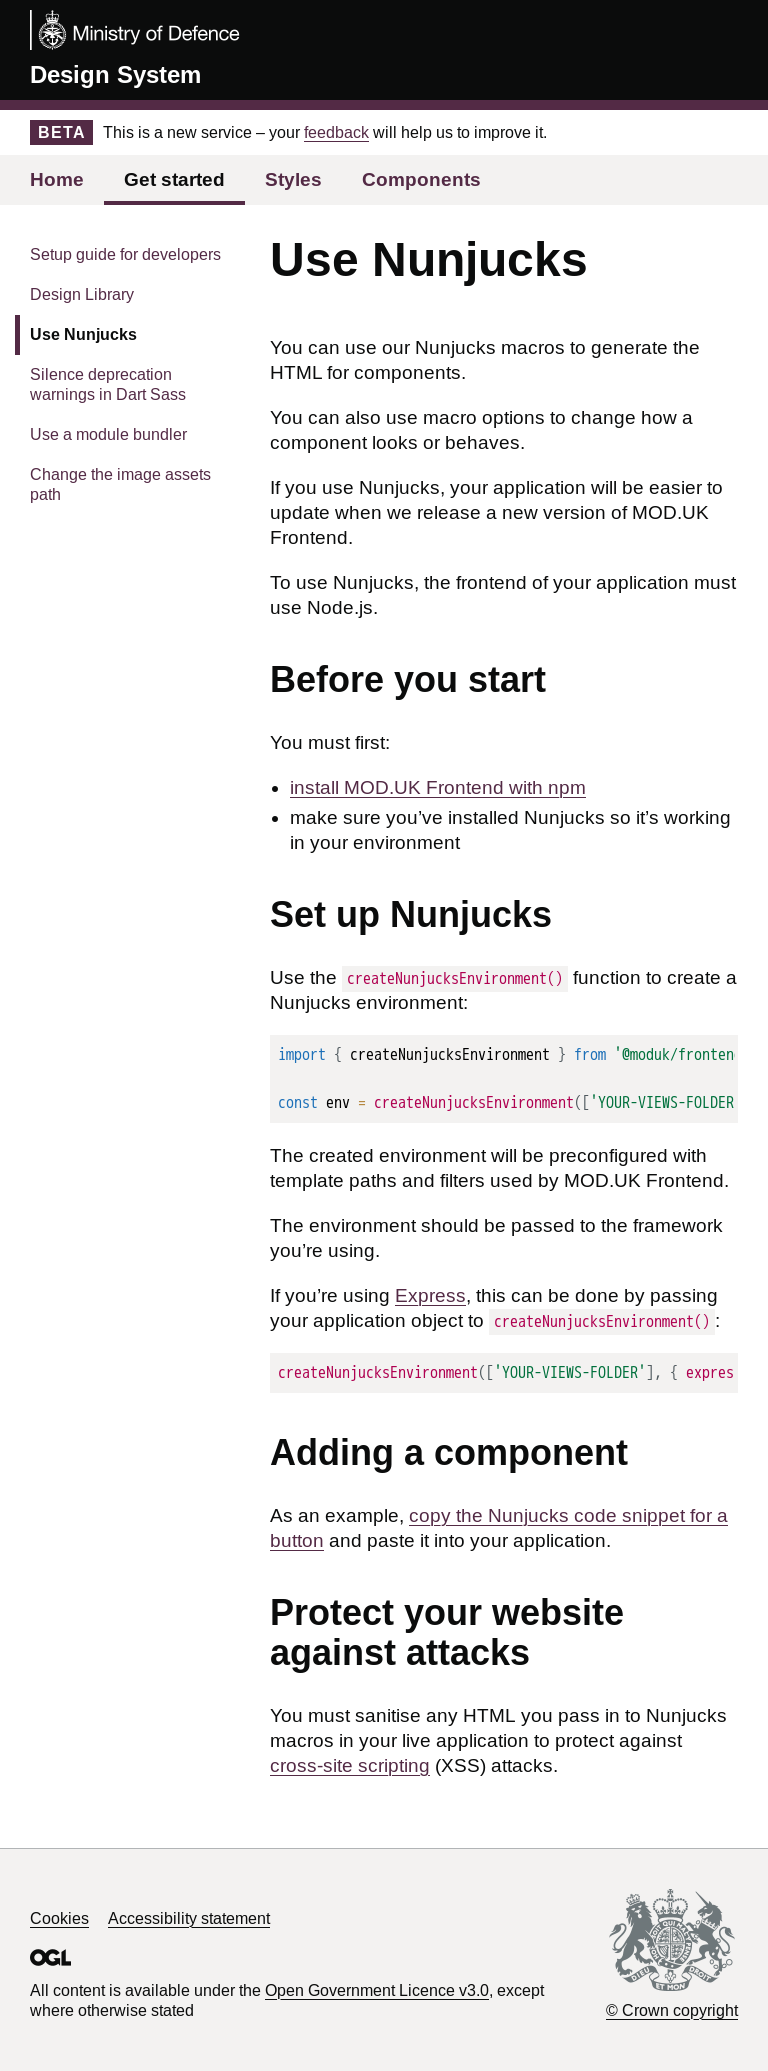 Ministry of Defence
Design System
BETA This is a new service – your feedback will help us to improve it.
Home Get started Styles Components
Setup guide for developers
Design Library
Use Nunjucks
Silence deprecation
warnings in Dart Sass
Use a module bundler
Change the image assets
path
Use Nunjucks
You can use our Nunjucks macros to generate the
HTML for components.
You can also use macro options to change how a
component looks or behaves.
If you use Nunjucks, your application will be easier to
update when we release a new version of MOD.UK
Frontend.
To use Nunjucks, the frontend of your application must
use Node.js.
Before you start
You must first:
install MOD.UK Frontend with npm
make sure you’ve installed Nunjucks so it’s working
in your environment
Set up Nunjucks
Use the createNunjucksEnvironment() function to create a
Nunjucks environment:
import { createNunjucksEnvironment } from '@moduk/fronten
const env = createNunjucksEnvironment(['YOUR-VIEWS-FOLDER
The created environment will be preconfigured with
template paths and filters used by MOD.UK Frontend.
The environment should be passed to the framework
you’re using.
If you’re using Express, this can be done by passing
your application object to createNunjucksEnvironment() :
createNunjucksEnvironment(['YOUR-VIEWS-FOLDER'], { expres
Adding a component
As an example, copy the Nunjucks code snippet for a
button and paste it into your application.
Protect your website
against attacks
You must sanitise any HTML you pass in to Nunjucks
macros in your live application to protect against
cross-site scripting (XSS) attacks.
Cookies Accessibility statement
OGL
All content is available under the Open Government Licence v3.0, except
where otherwise stated
© Crown copyright